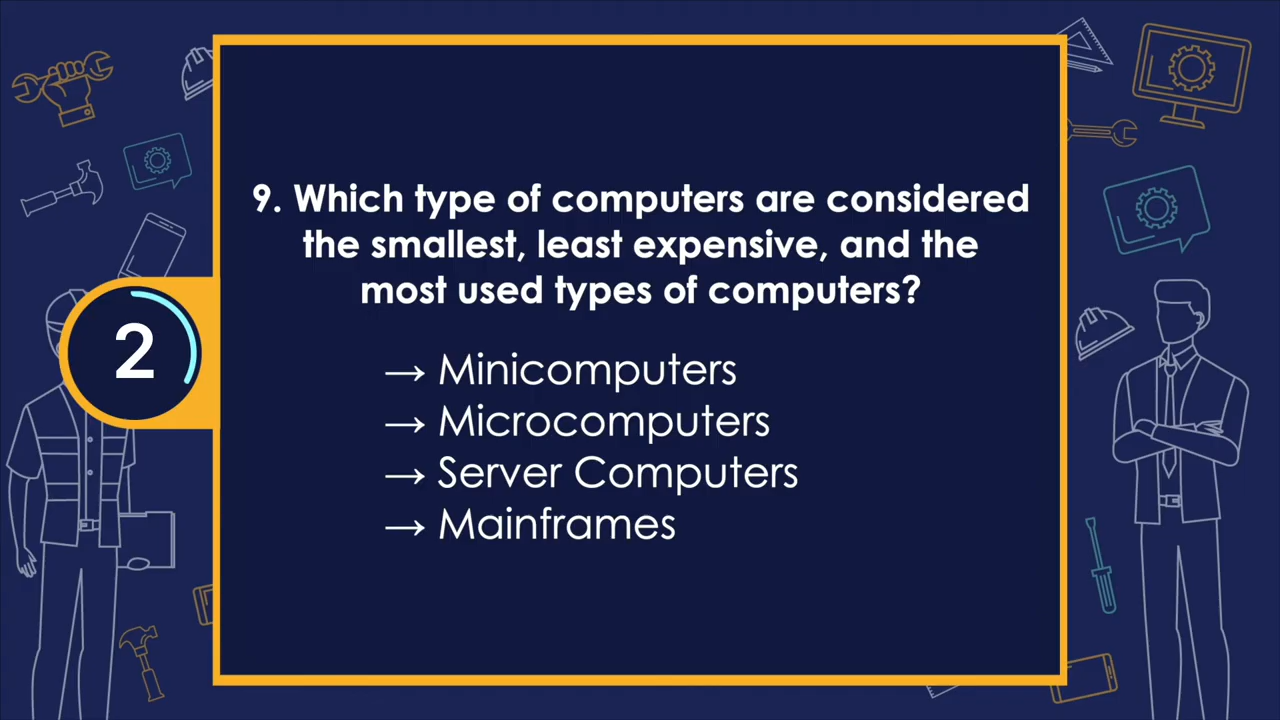 9. Which type of computers are considered
the smallest, least expensive, and the
most used types of computers?
2
→ Minicomputers
→ Microcomputers
→ Server Computers
→ Mainframes